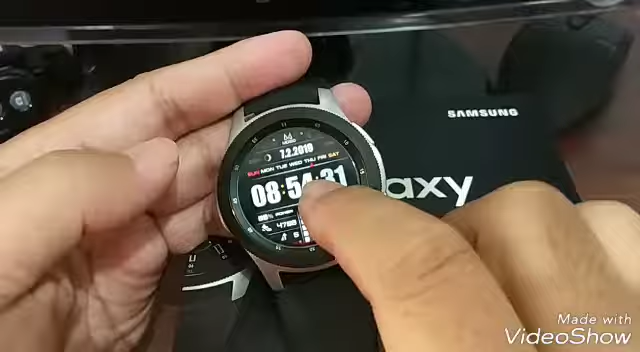 SAMSUNG
axy
7.2.2019
SUN MON TUE WED THU FRI SAT
08:54:31
Made with
VideoShow